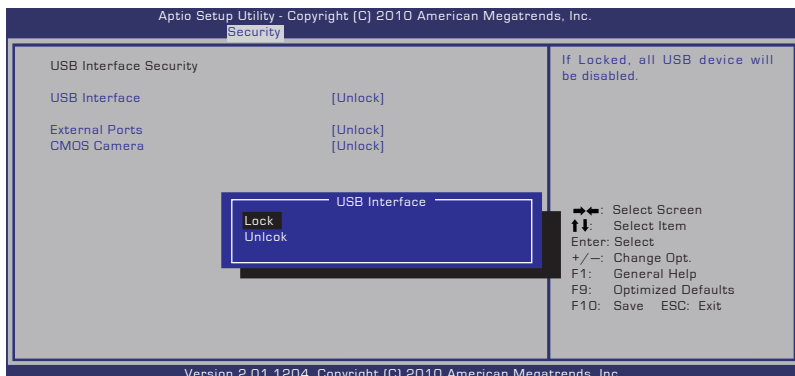 Aptio Setup Utility - Copyright (C) 2010 American Megatrends, Inc.
Security
USB Interface Security
USB Interface [Unlock]
External Ports [Unlock]
CMOS Camera [Unlock]
If Locked, all USB device will
be disabled.
USB Interface
Lock
Unlcok
→←: Select Screen
↑↓: Select Item
Enter: Select
+/—: Change Opt.
F1: General Help
F9: Optimized Defaults
F10: Save ESC: Exit
Version 2.01.1204. Copyright (C) 2010 American Megatrends, Inc.